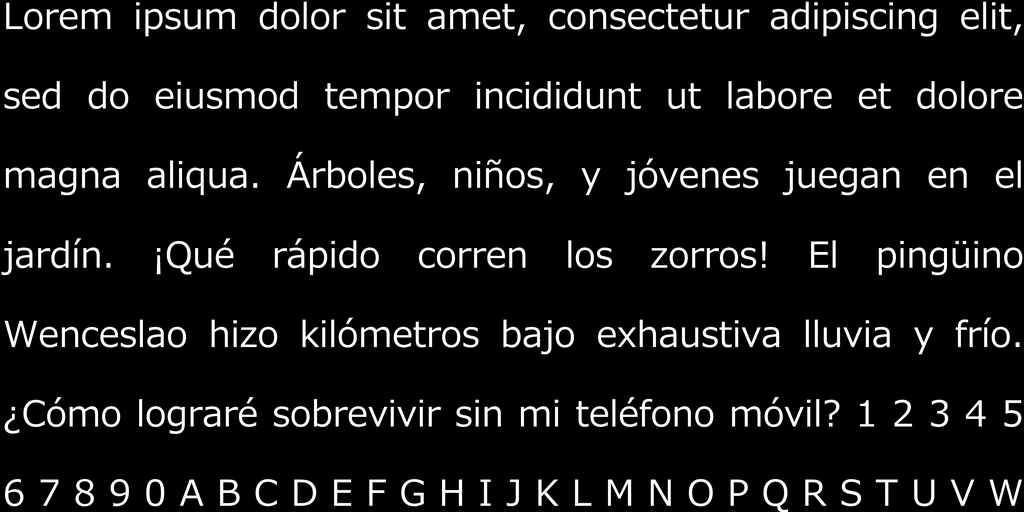 Lorem ipsum dolor sit amet, consectetur adipiscing elit,
sed do eiusmod tempor incididunt ut labore et dolore
magna aliqua. Árboles, niños, y jóvenes juegan en el
jardín. ¡Qué rápido corren los zorros! El pingüino
Wenceslao hizo kilómetros bajo exhaustiva lluvia y frío.
¿Cómo lograré sobrevivir sin mi teléfono móvil? 1 2 3 4 5
6 7 8 9 0 A B C D E F G H I J K L M N O P Q R S T U V W